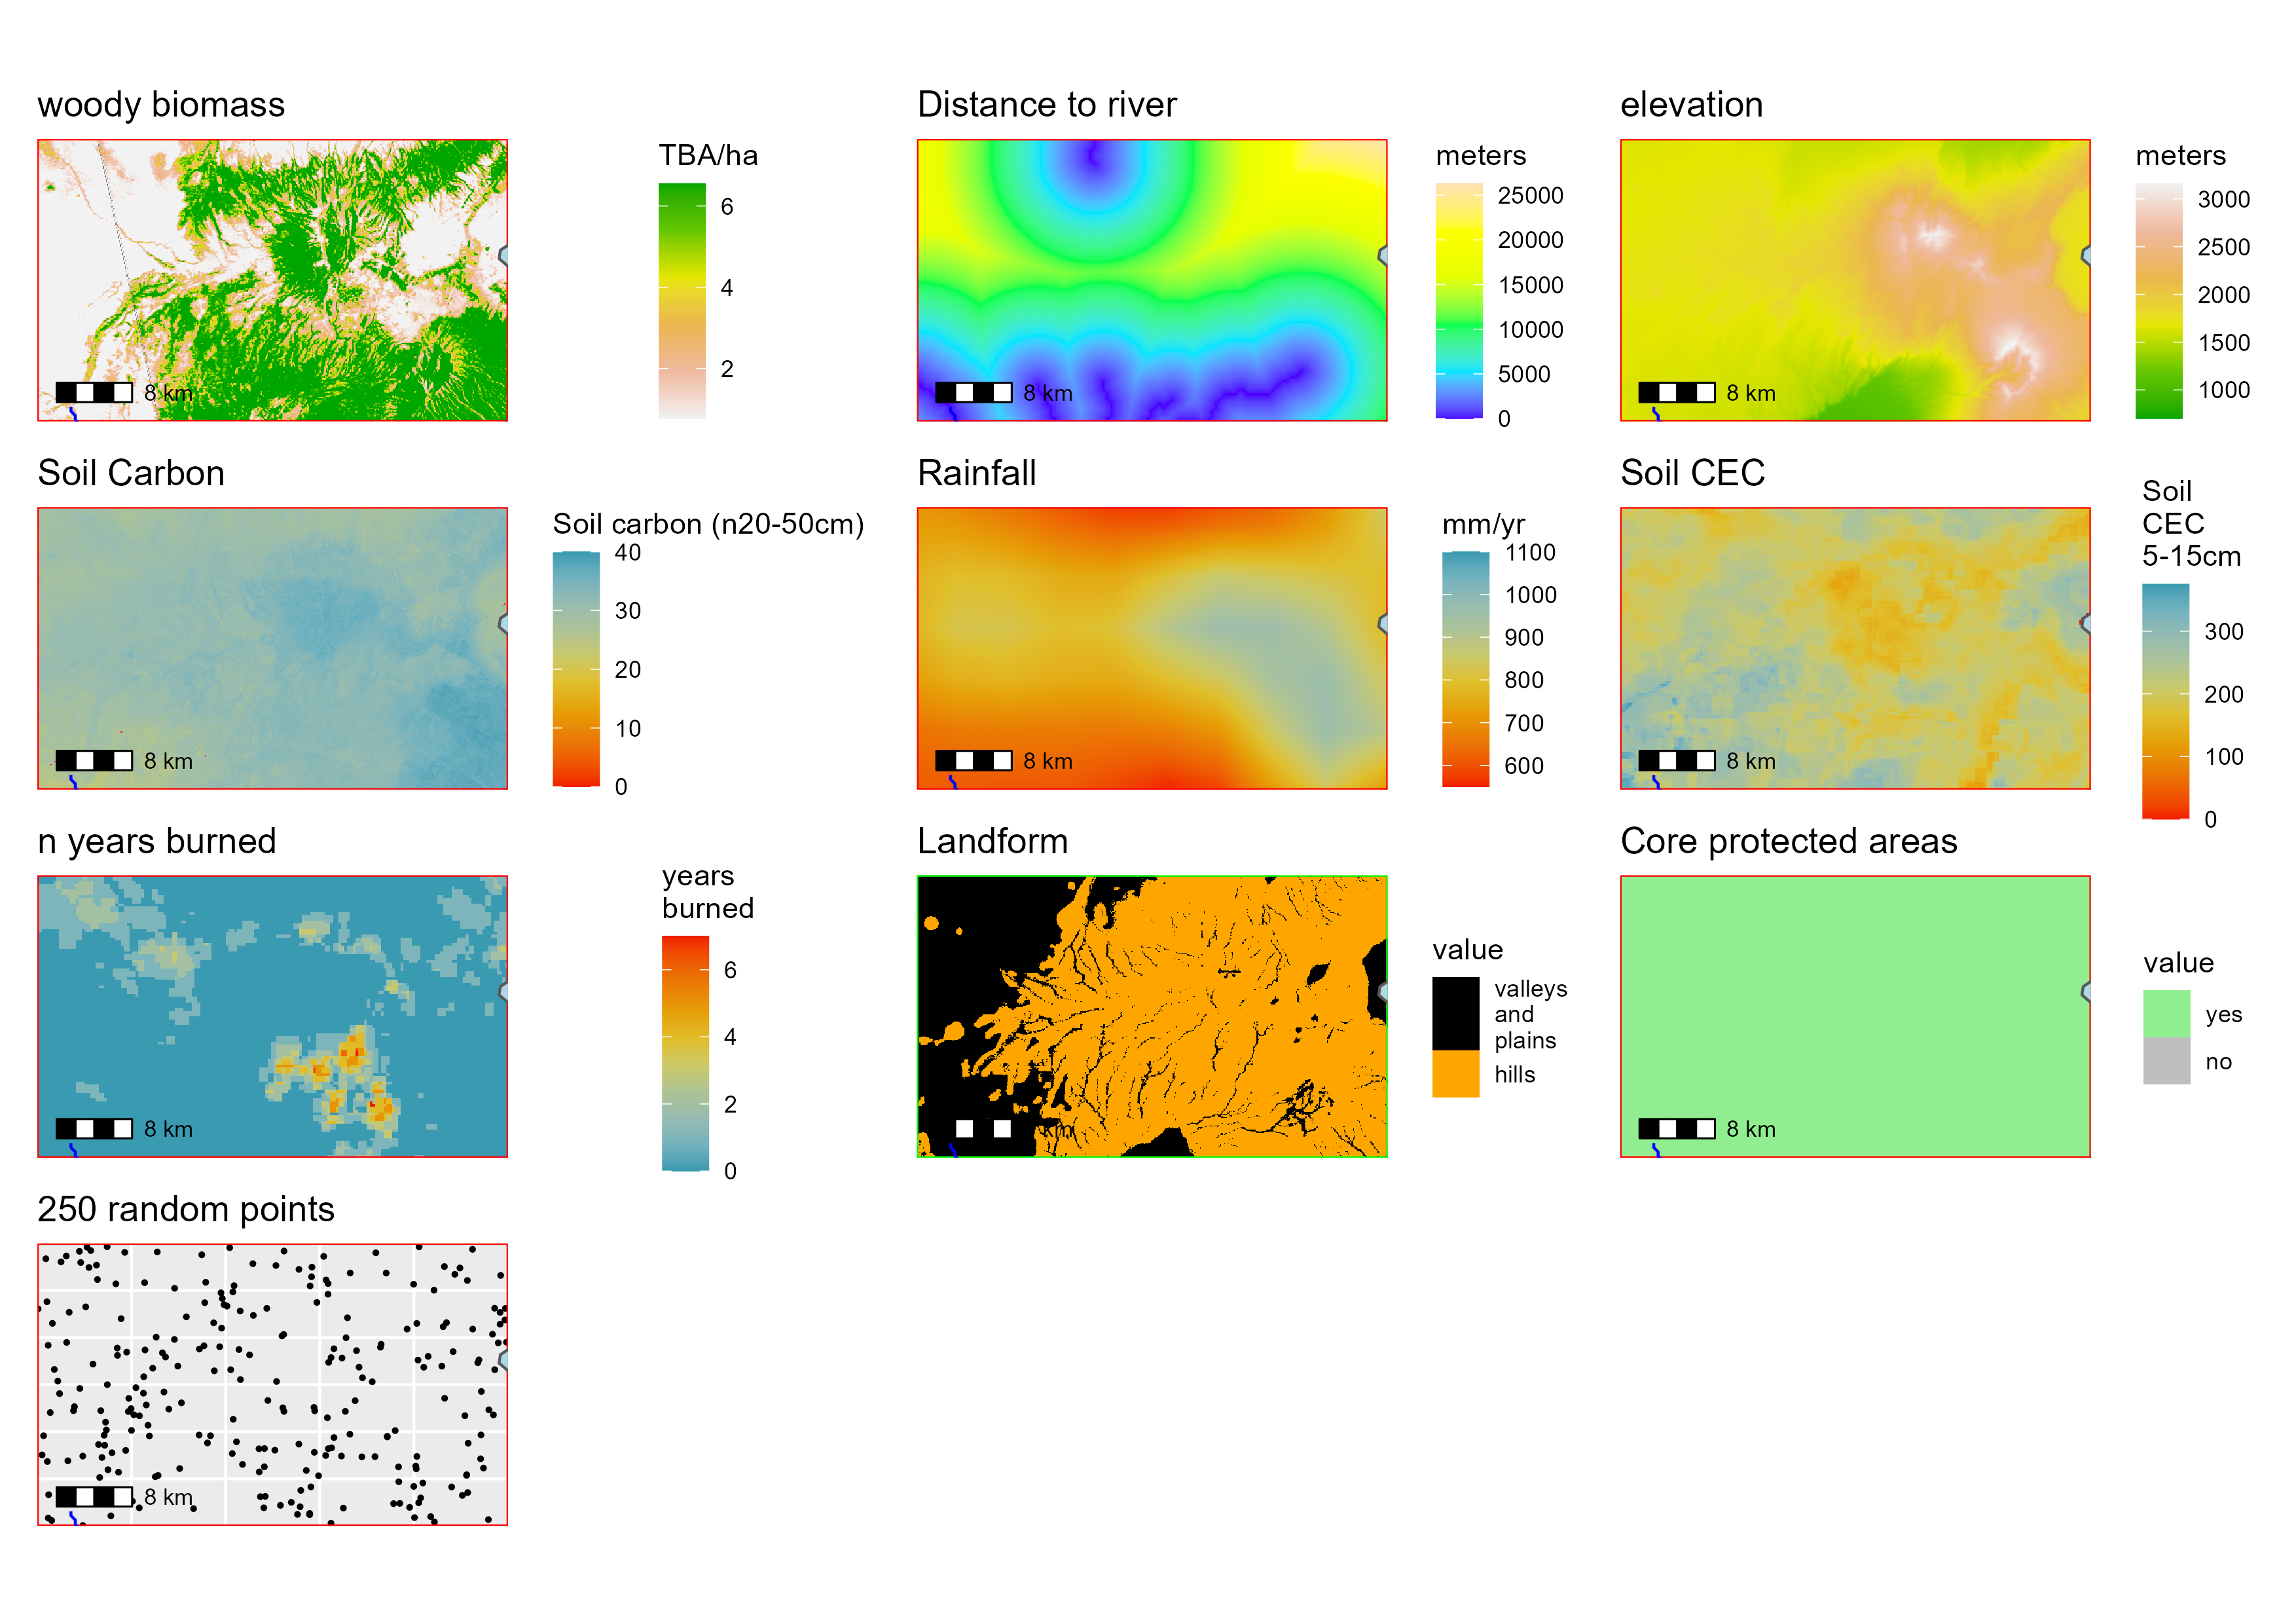 woody biomass
TBA/ha
6
4
2
8 km
Distance to river
meters
25000
20000
15000
10000
5000
0
8 km
elevation
meters
3000
2500
2000
1500
1000
8 km
Soil Carbon
Soil carbon (n20-50cm)
40
30
20
10
0
8 km
Rainfall
mm/yr
1100
1000
900
800
700
600
8 km
Soil CEC
Soil
CEC
5-15cm
300
200
100
0
8 km
n years burned
years
burned
6
4
2
0
8 km
Landform
value
valleys
and
plains
hills
km
Core protected areas
value
yes
no
8 km
250 random points
8 km